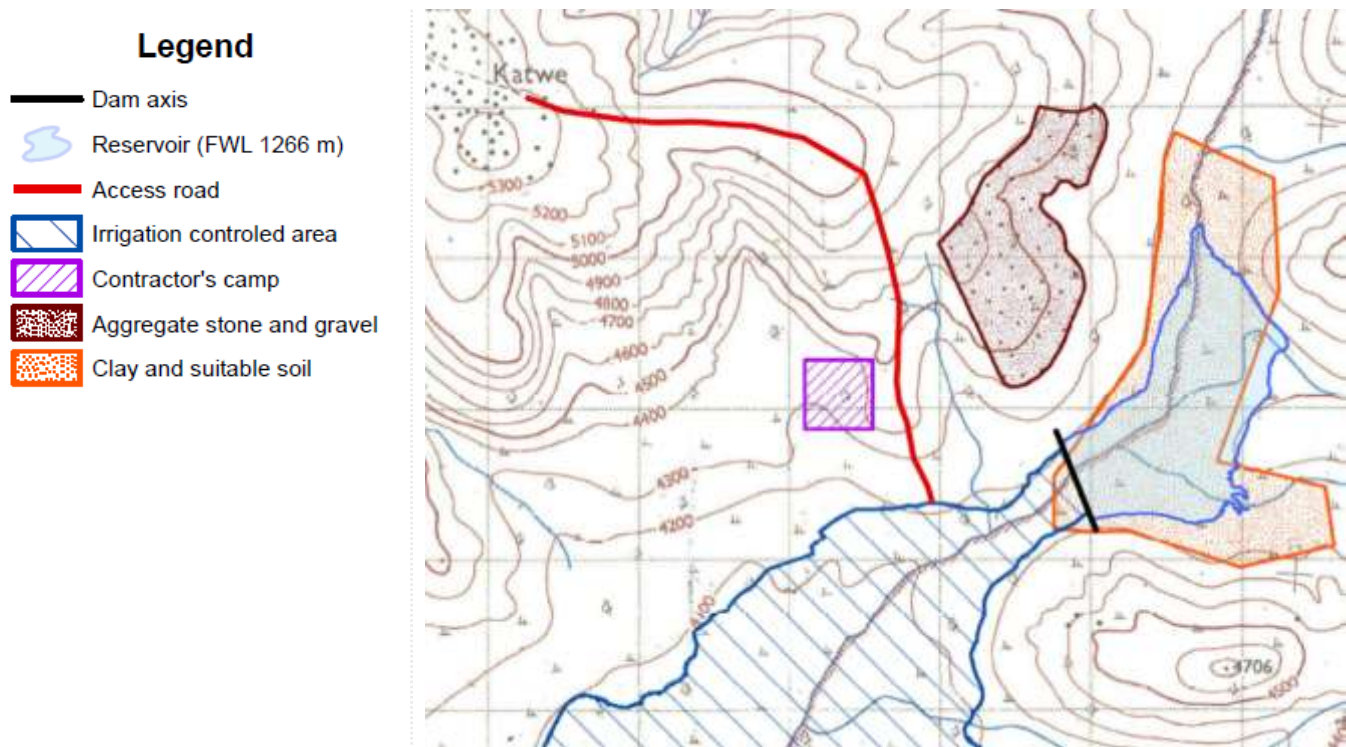 Legend
Dam axis
Reservoir (FWL 1266 m)
Access road
Irrigation controled area
Contractor's camp
Aggregate stone and gravel
Clay and suitable soil
Katwe
5300
5200
5100
5000
4900
4800
4700
4600
4500
4400
4300
4200
4100
4706
4500